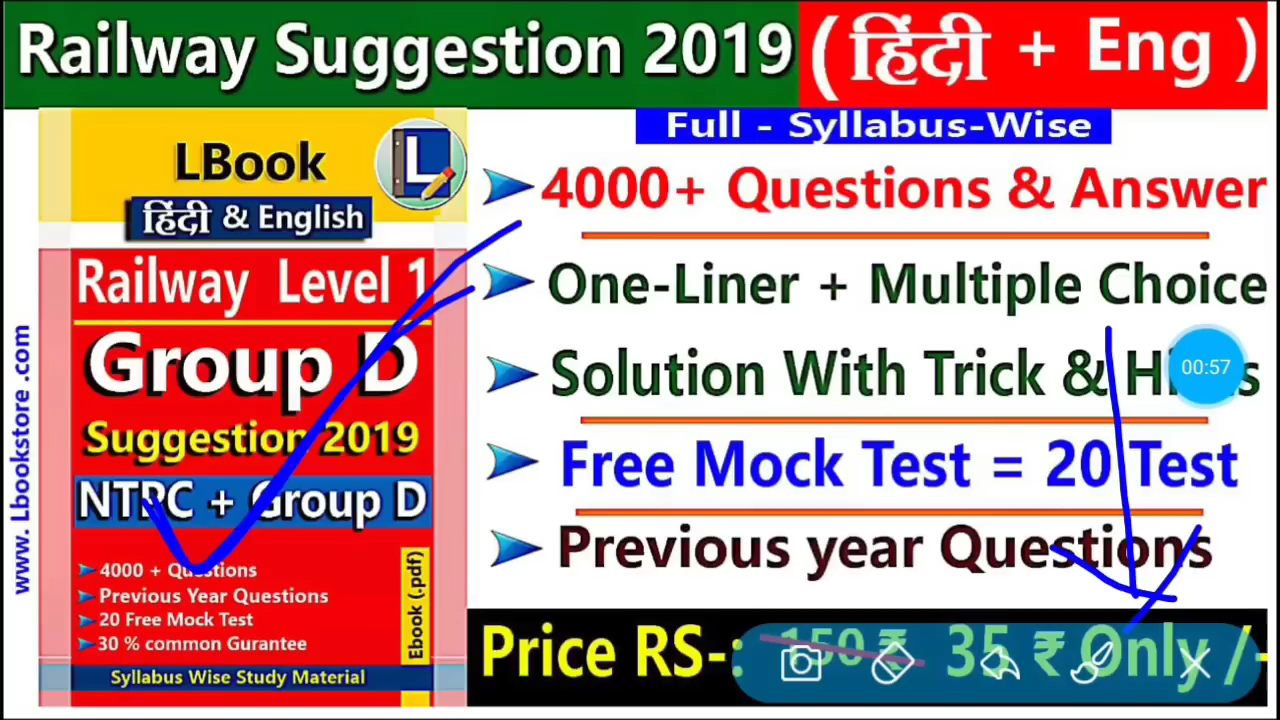 Railway Suggestion 2019 (हिंदी + Eng )
Full - Syllabus-Wise
LBook
हिंदी & English
L
Railway Level 1
Group D
Suggestion 2019
NTPC + Group D
4000 + Questions
Previous Year Questions
20 Free Mock Test
30 % common Gurantee
Ebook (.pdf)
Syllabus Wise Study Material
www. Lbookstore.com
4000+ Questions & Answer
One-Liner + Multiple Choice
Solution With Trick & Hints
00:57
Free Mock Test = 20 Test
Previous year Questions
Price RS-: 150 ₹ 35 ₹ Only /-